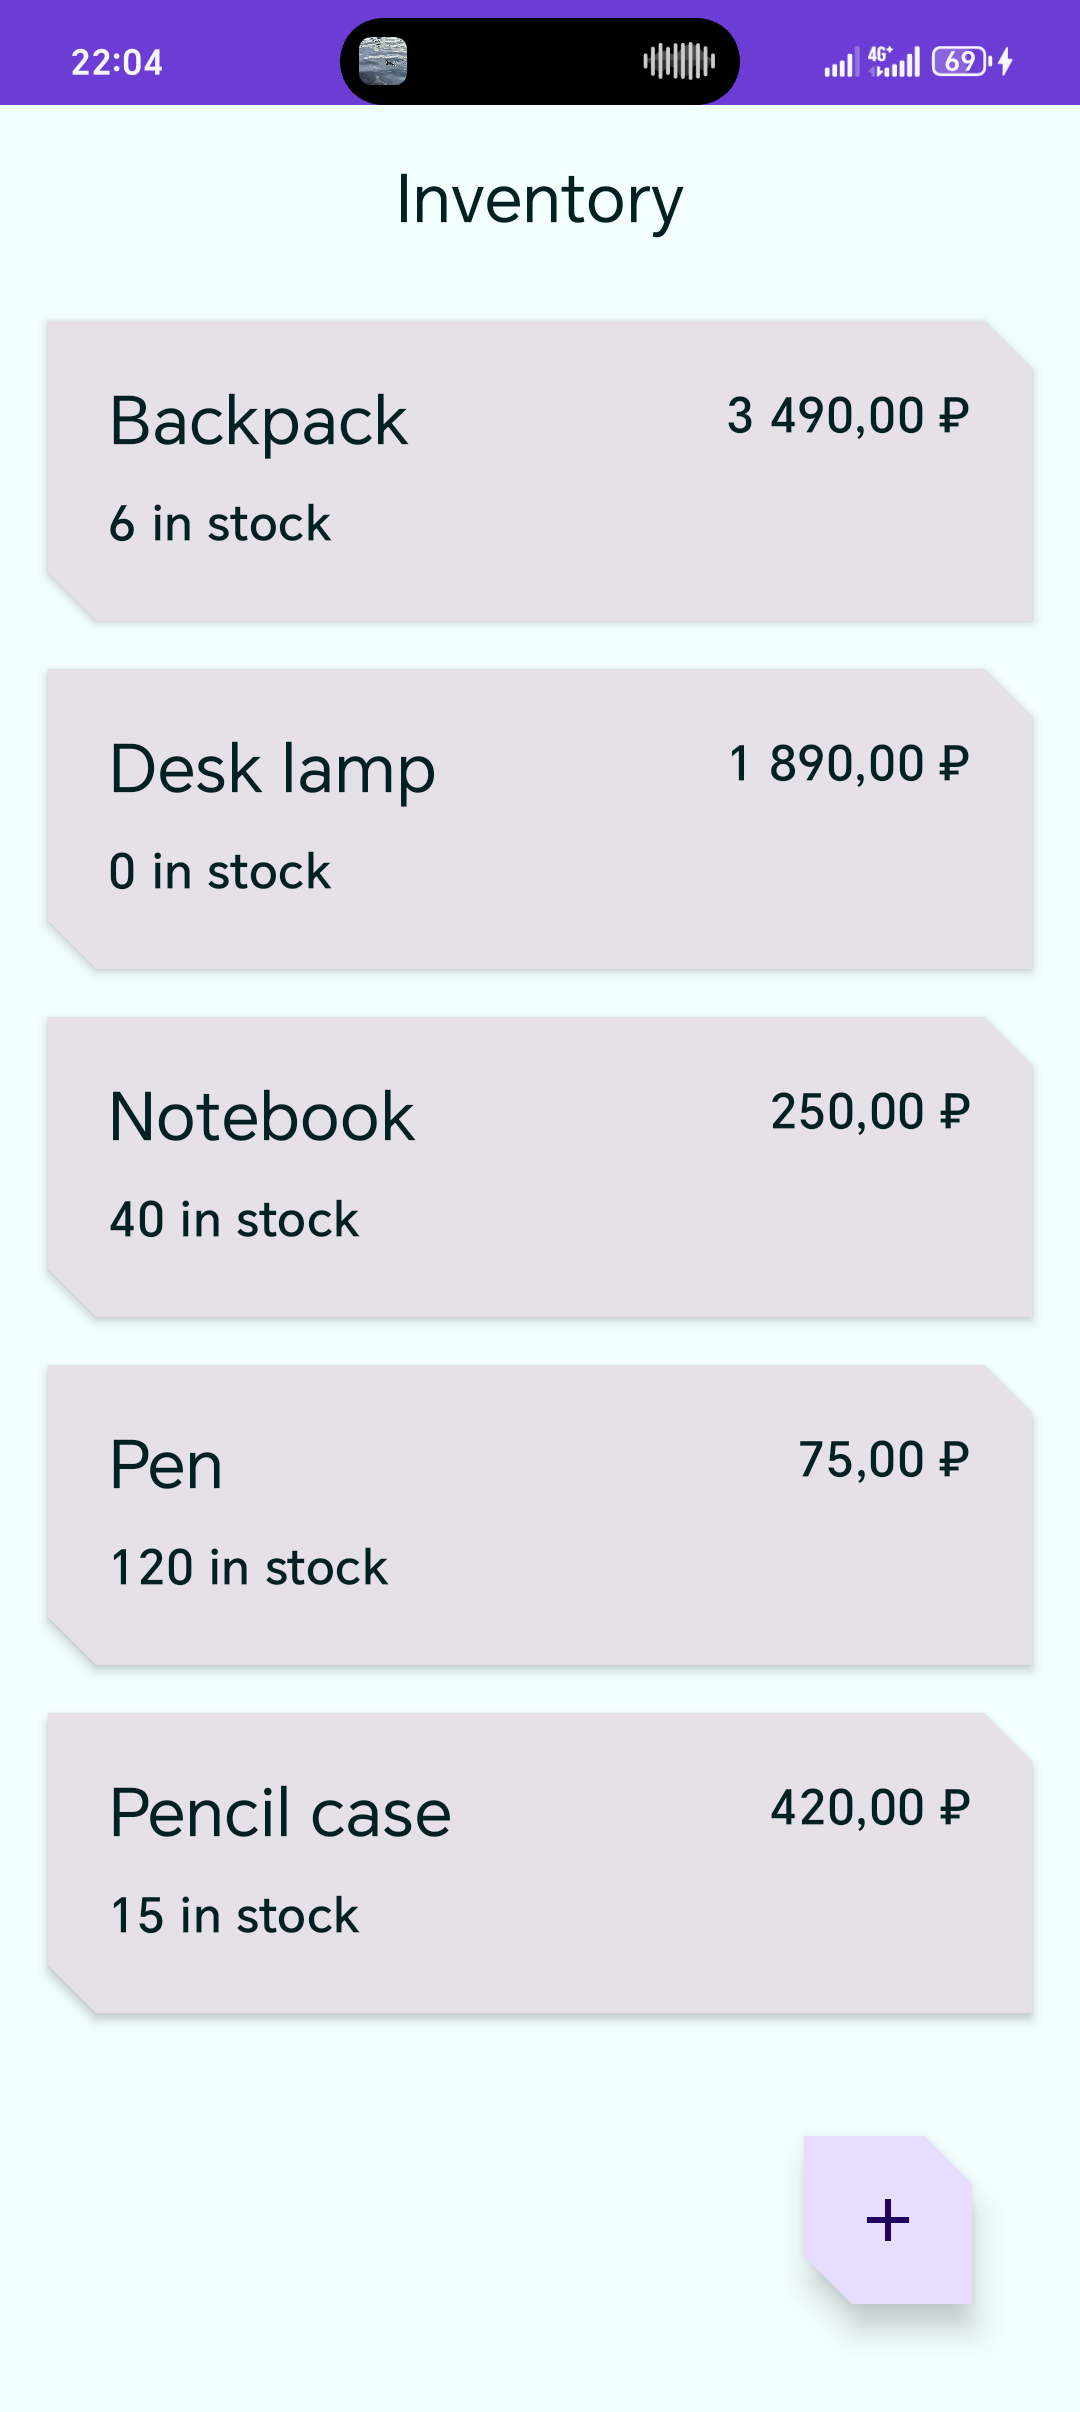 22:04
4G+
69
Inventory
Backpack
3 490,00 ₽
6 in stock
Desk lamp
1 890,00 ₽
0 in stock
Notebook
250,00 ₽
40 in stock
Pen
75,00 ₽
120 in stock
Pencil case
420,00 ₽
15 in stock